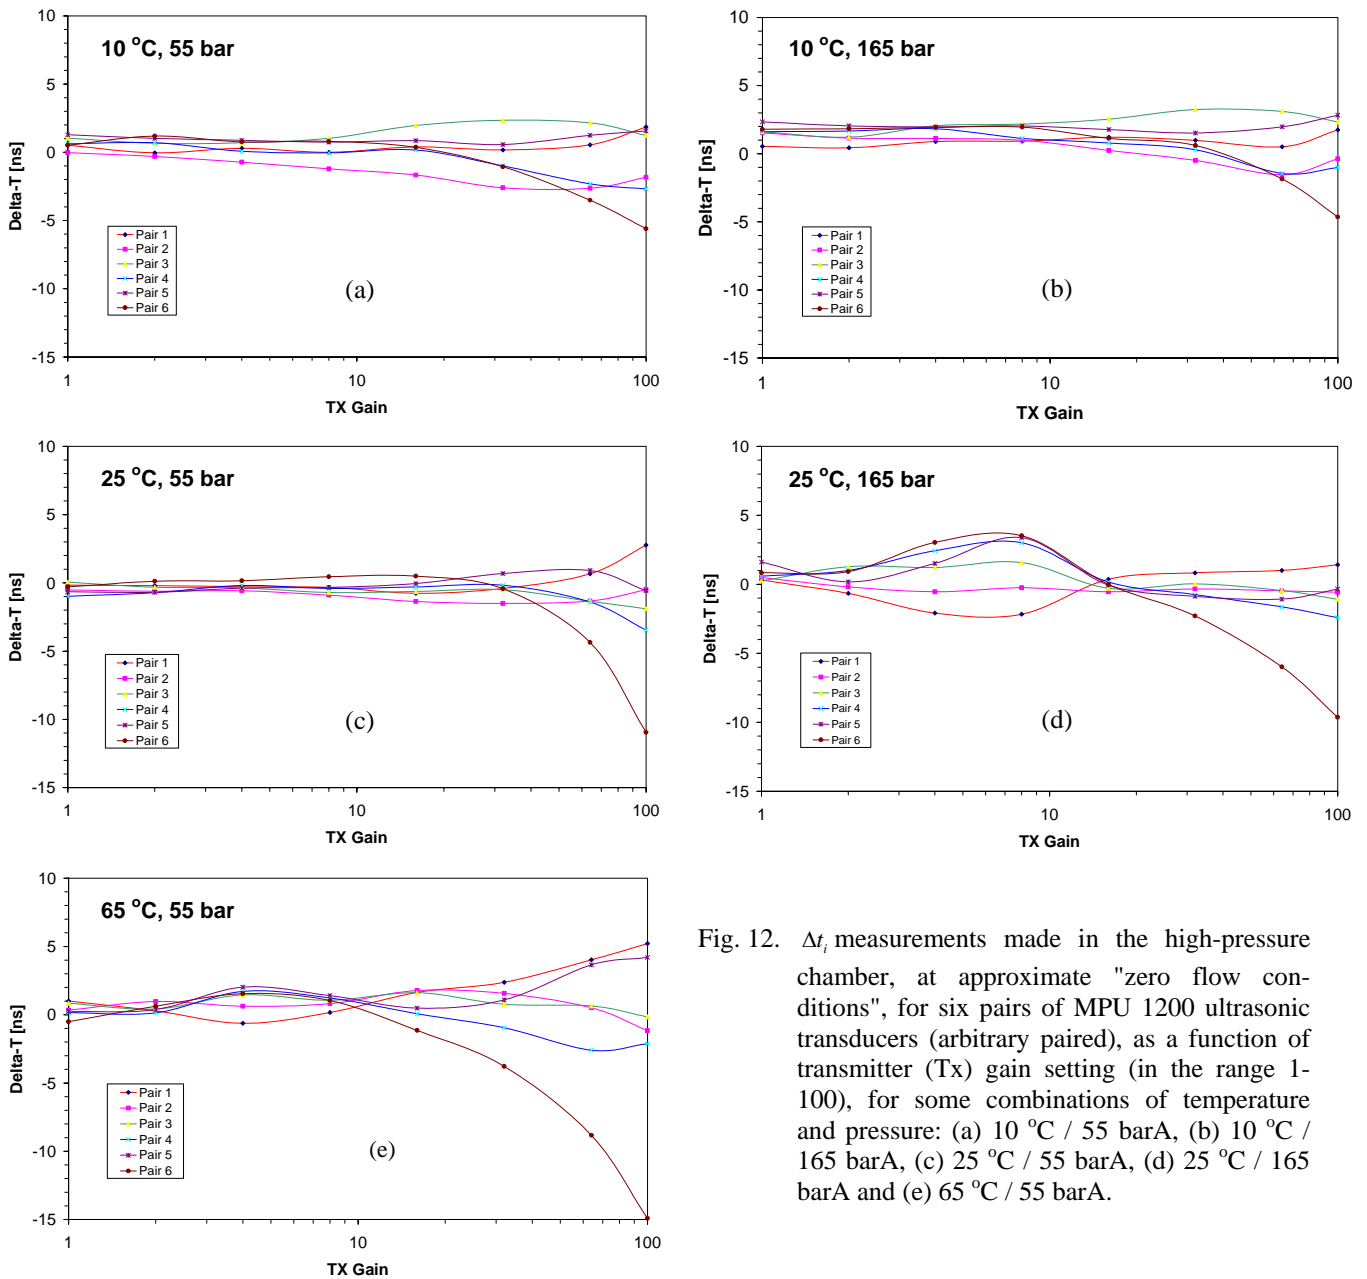 10 °C, 55 bar
Delta-T [ns]
10
5
0
-5
-10
-15
Pair 1
Pair 2
Pair 3
Pair 4
Pair 5
Pair 6
(a)
1
10
100
TX Gain
10 °C, 165 bar
Delta-T [ns]
10
5
0
-5
-10
-15
Pair 1
Pair 2
Pair 3
Pair 4
Pair 5
Pair 6
(b)
1
10
100
TX Gain
25 °C, 55 bar
Delta-T [ns]
10
5
0
-5
-10
-15
Pair 1
Pair 2
Pair 3
Pair 4
Pair 5
Pair 6
(c)
1
10
100
TX Gain
25 °C, 165 bar
Delta-T [ns]
10
5
0
-5
-10
-15
Pair 1
Pair 2
Pair 3
Pair 4
Pair 5
Pair 6
(d)
1
10
100
TX Gain
65 °C, 55 bar
Delta-T [ns]
10
5
0
-5
-10
-15
Pair 1
Pair 2
Pair 3
Pair 4
Pair 5
Pair 6
(e)
1
10
100
TX Gain
Fig. 12. Δtᵢ measurements made in the high-pressure
chamber, at approximate "zero flow con-
ditions", for six pairs of MPU 1200 ultrasonic
transducers (arbitrary paired), as a function of
transmitter (Tx) gain setting (in the range 1-
100), for some combinations of temperature
and pressure: (a) 10 °C / 55 barA, (b) 10 °C /
165 barA, (c) 25 °C / 55 barA, (d) 25 °C / 165
barA and (e) 65 °C / 55 barA.